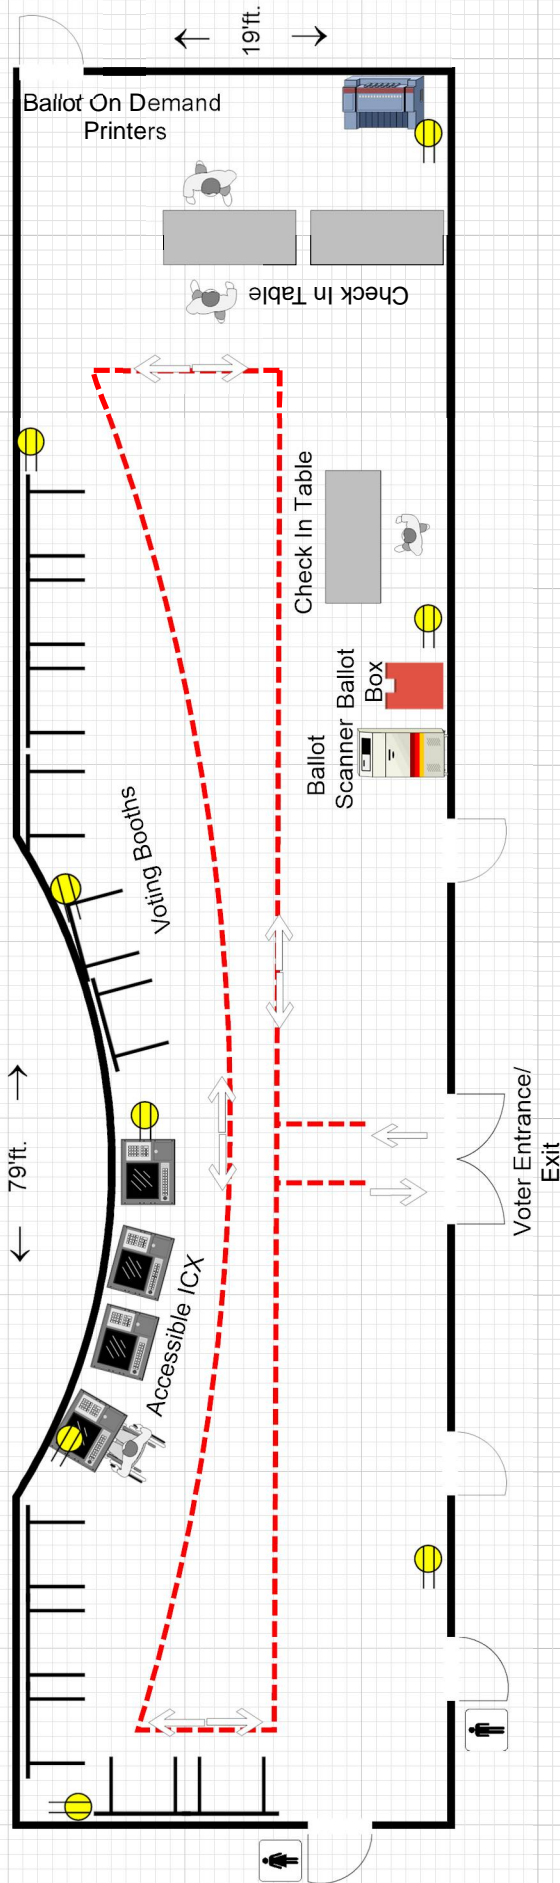 19'ft.
Ballot On Demand
Printers
Check In Table
Check In Table
Ballot
Box
Ballot
Scanner
Voting Booths
79'ft.
Voter Entrance/
Exit
Accessible ICX